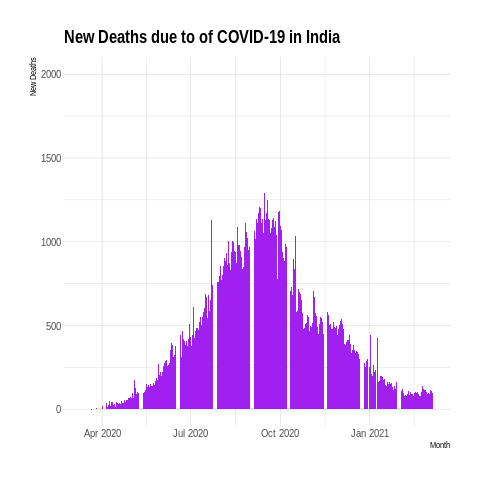 New Deaths due to of COVID-19 in India
New Deaths
2000
1500
1000
500
0
Apr 2020
Jul 2020
Oct 2020
Jan 2021
Month